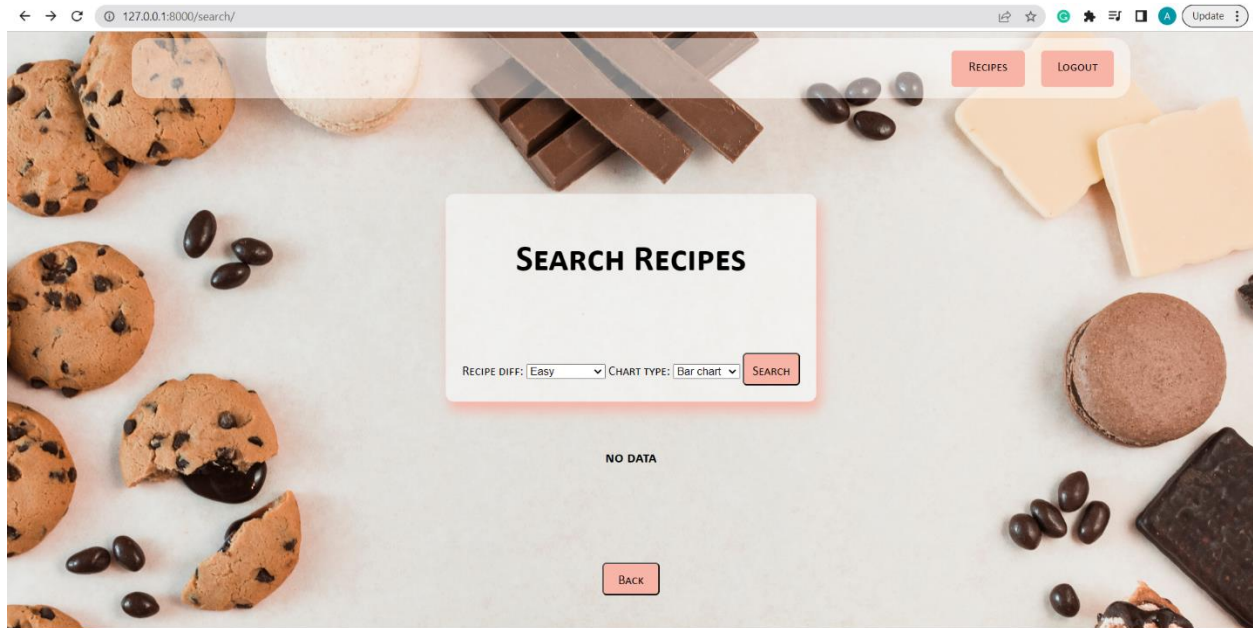 127.0.0.1:8000/search/
A
Update
Recipes Logout
Search Recipes
Recipe diff: Easy Chart type: Bar chart Search
NO DATA
Back